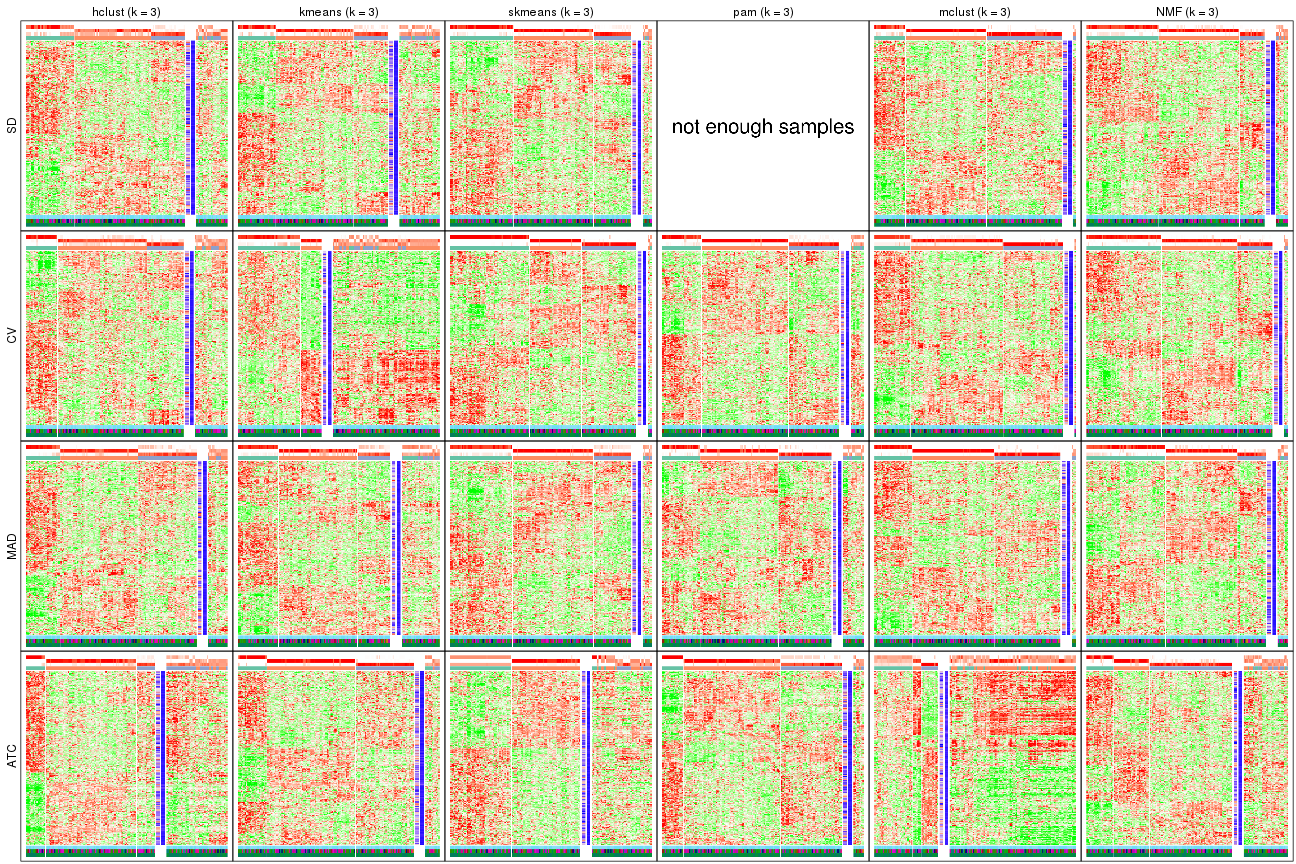 hclust (k = 3) kmeans (k = 3) skmeans (k = 3) pam (k = 3) mclust (k = 3) NMF (k = 3)
SD
not enough samples
CV
MAD
ATC